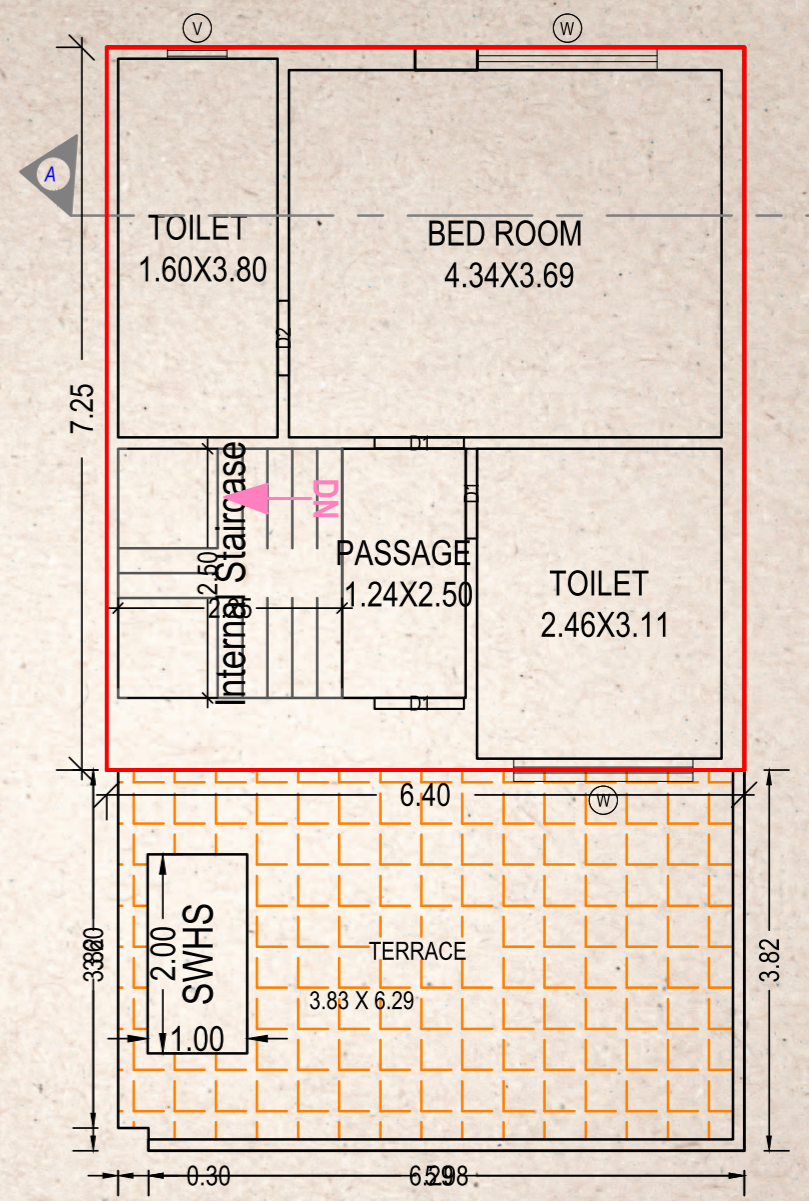 V
W
A
TOILET
1.60X3.80
BED ROOM
4.34X3.69
D2
7.25
D1
Internal Staircase
DN
D1
2.50
PASSAGE
1.24X2.50
TOILET
2.46X3.11
D1
6.40
W
SWHS
2.00
1.00
TERRACE
3.83 X 6.29
3.82
0.30